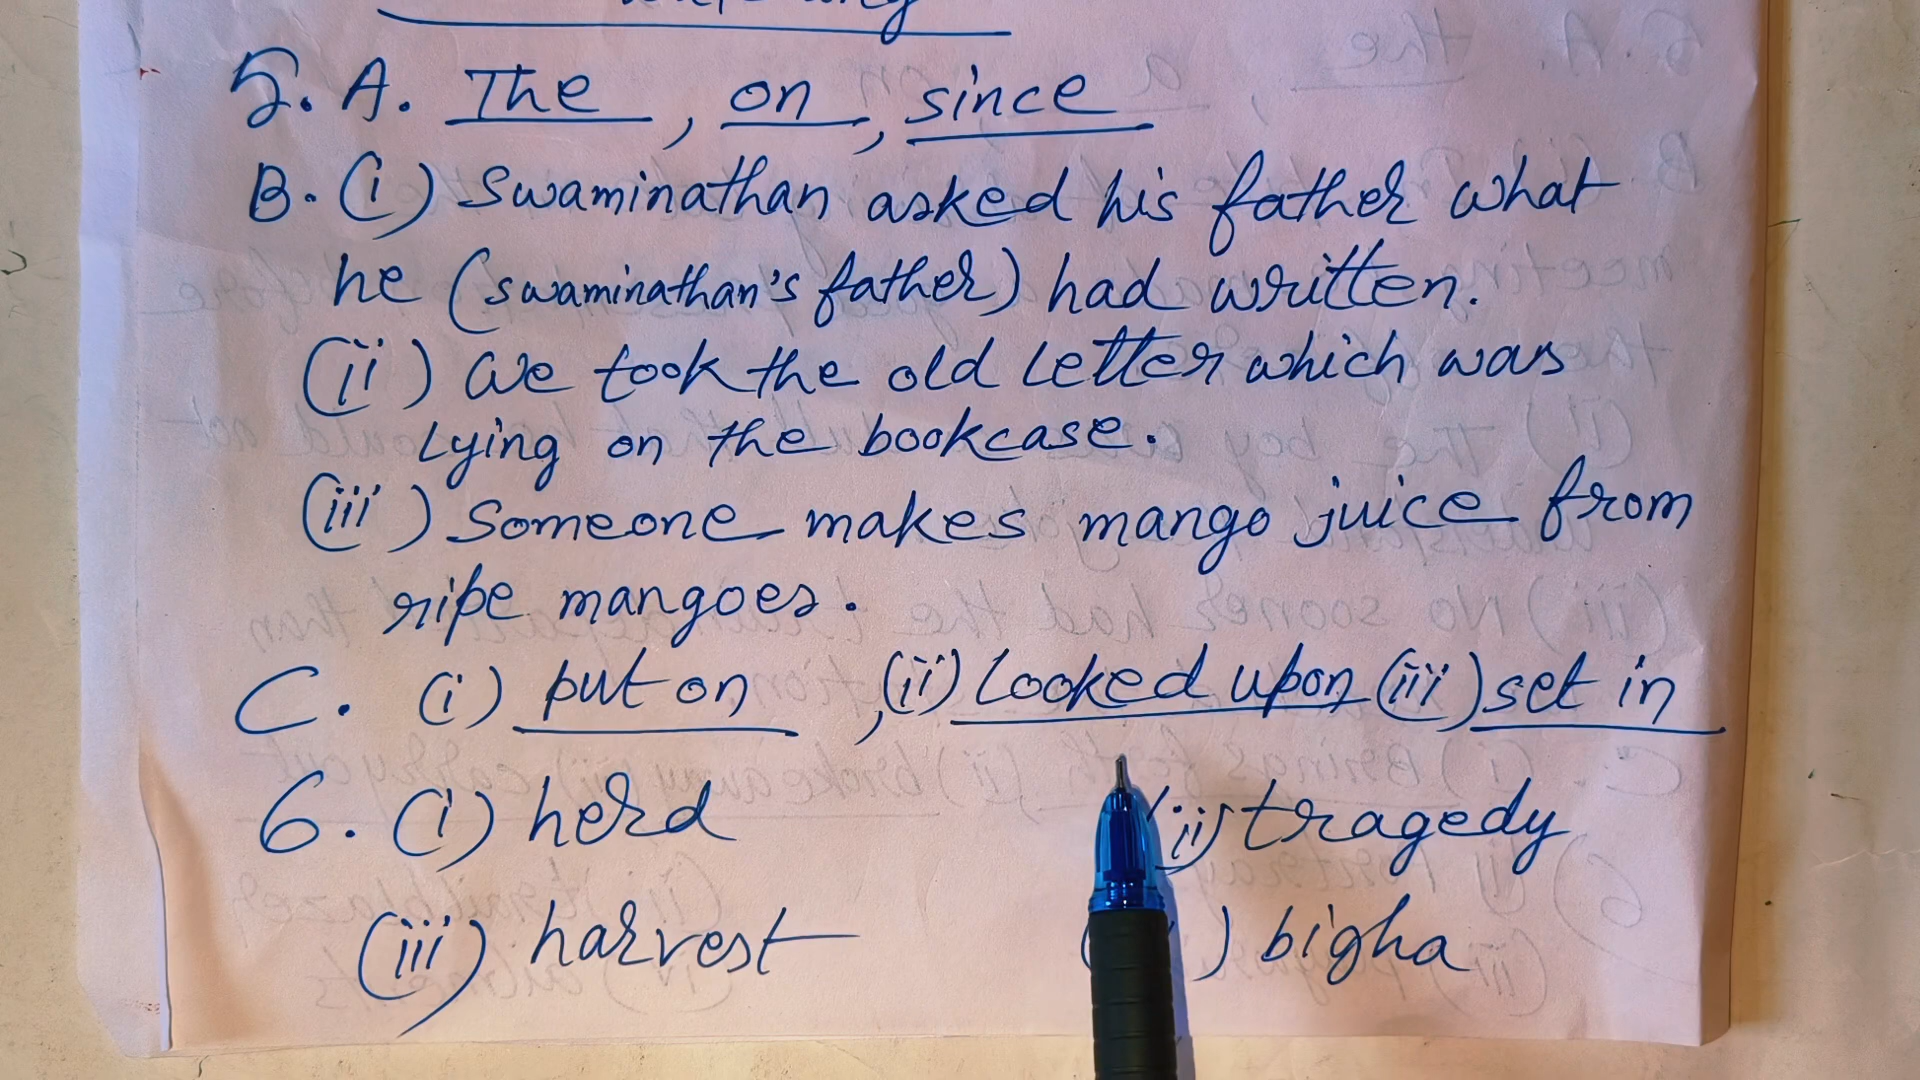 5. A. The, on, since
B. (i) Swaminathan asked his father what
he (swaminathan's father) had written.
(ii) We took the old letter which was
lying on the bookcase.
(iii) Someone makes mango juice from
ripe mangoes.
C. (i) put on, (ii) looked upon (iii) set in
6. (i) herd (ii) tragedy
(iii) harvest ) bigha